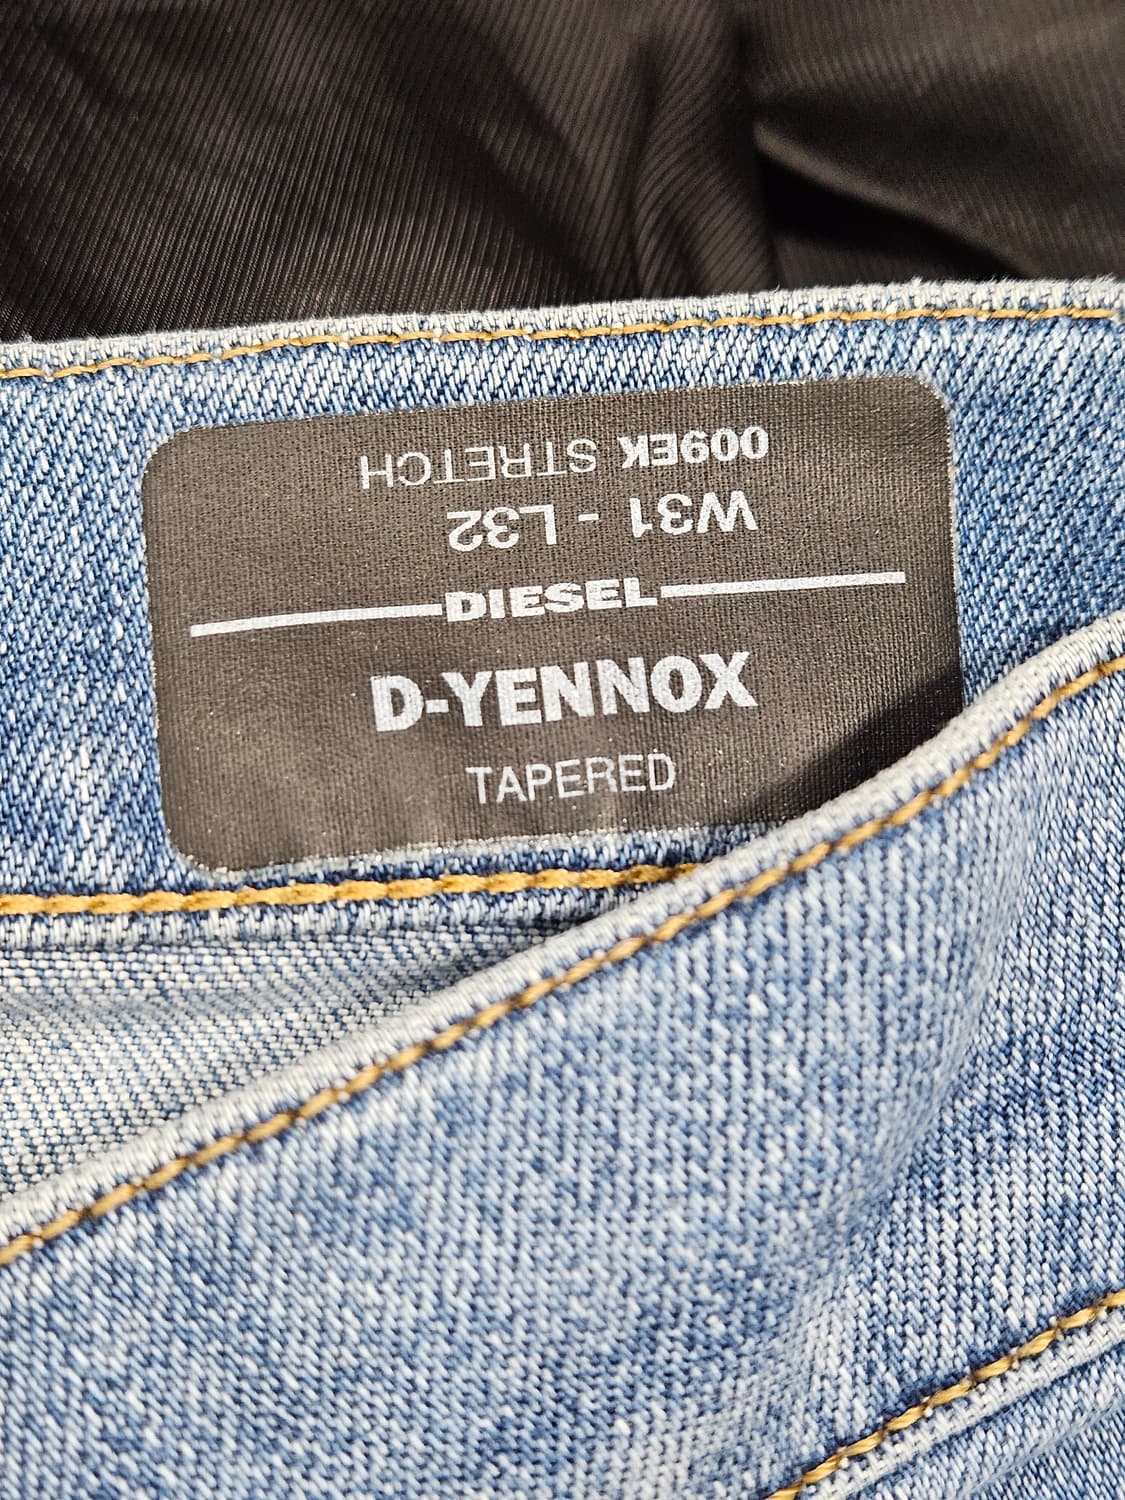 009EK STRETCH
W31 - L32
DIESEL
D-YENNOX
TAPERED